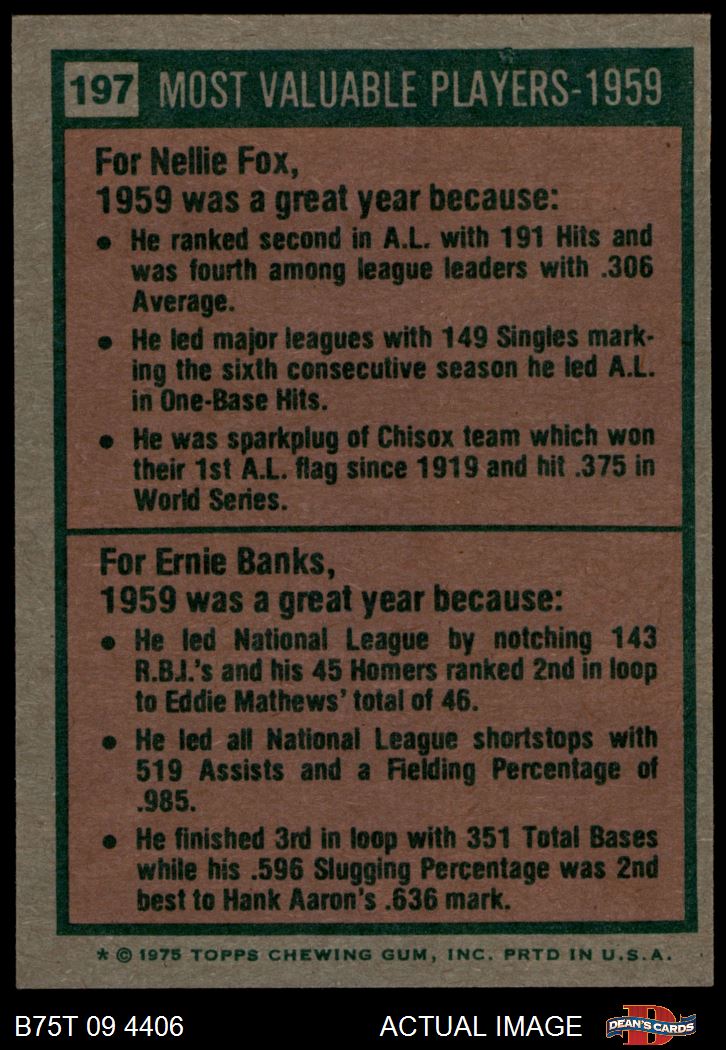 197 MOST VALUABLE PLAYERS-1959
For Nellie Fox,
1959 was a great year because:
• He ranked second in A.L. with 191 Hits and
was fourth among league leaders with .306
Average.
• He led major leagues with 149 Singles mark-
ing the sixth consecutive season he led A.L.
in One-Base Hits.
• He was sparkplug of Chisox team which won
their 1st A.L. flag since 1919 and hit .375 in
World Series.
For Ernie Banks,
1959 was a great year because:
• He led National League by notching 143
R.B.I.'s and his 45 Homers ranked 2nd in loop
to Eddie Mathews' total of 46.
• He led all National League shortstops with
519 Assists and a Fielding Percentage of
.985.
• He finished 3rd in loop with 351 Total Bases
while his .596 Slugging Percentage was 2nd
best to Hank Aaron's .636 mark.
* © 1975 TOPPS CHEWING GUM, INC. PRTD IN U.S.A.
B75T 09 4406 ACTUAL IMAGE D DEAN'S CARDS